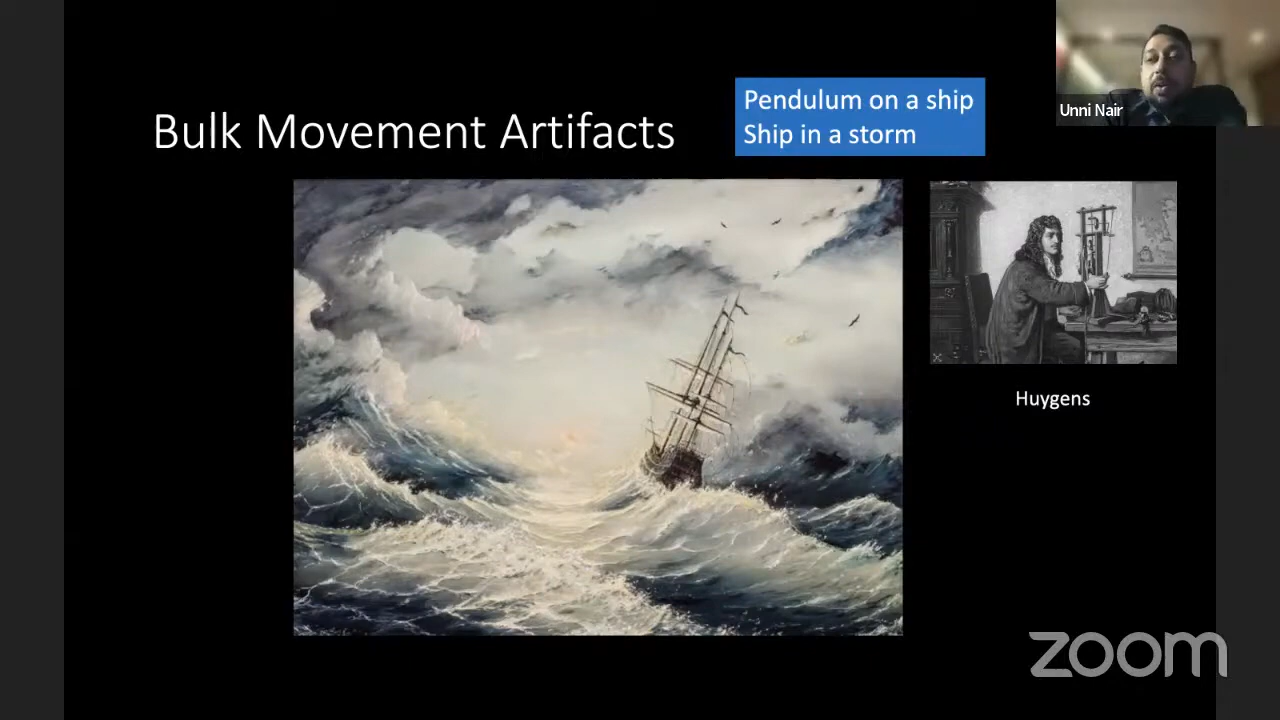 Bulk Movement Artifacts
Pendulum on a ship
Ship in a storm
Unni Nair
Huygens
zoom